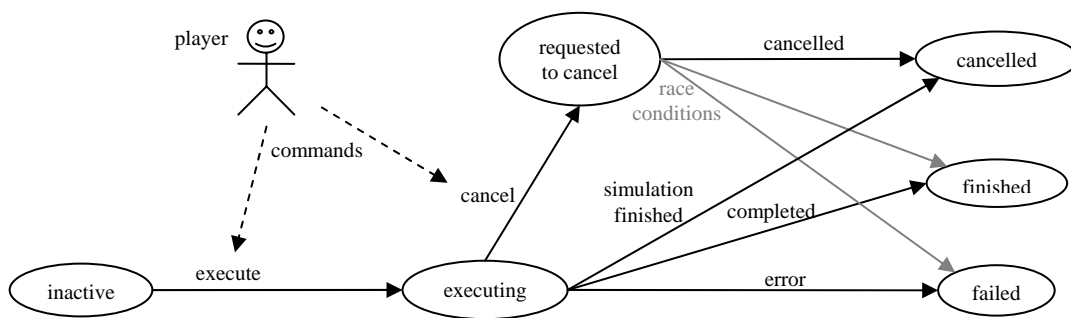 player
requested
to cancel
cancelled
cancelled
race
conditions
commands
simulation
finished
cancel
completed
finished
execute
inactive
executing
error
failed